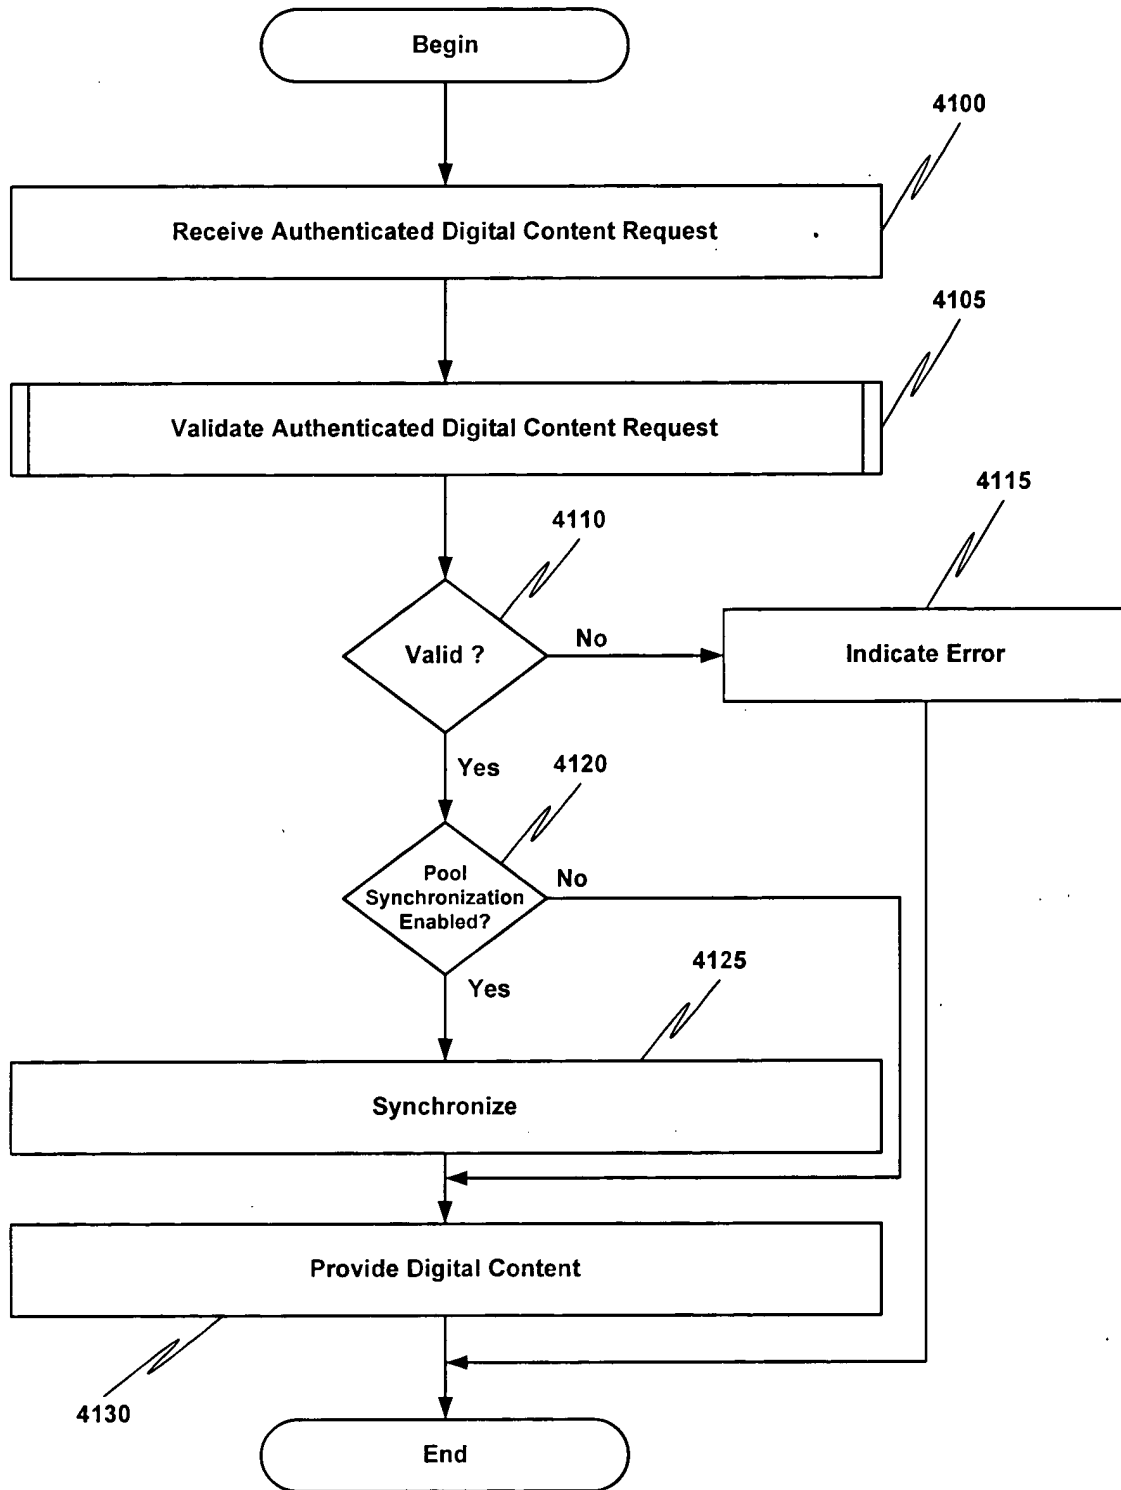 Begin
4100
Receive Authenticated Digital Content Request
4105
Validate Authenticated Digital Content Request
4110
4115
Valid ?
No
Indicate Error
Yes
4120
Pool
Synchronization
Enabled?
No
Yes
4125
Synchronize
Provide Digital Content
4130
End